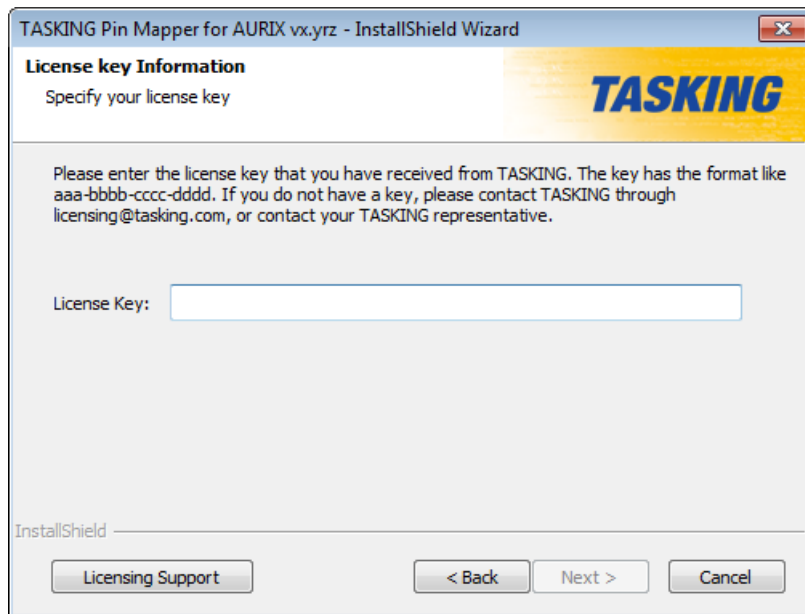 TASKING Pin Mapper for AURIX vx.yrz - InstallShield Wizard
License key Information
Specify your license key
TASKING
Please enter the license key that you have received from TASKING. The key has the format like
aaa-bbbb-cccc-dddd. If you do not have a key, please contact TASKING through
licensing@tasking.com, or contact your TASKING representative.
License Key:
InstallShield
Licensing Support
< Back
Next >
Cancel